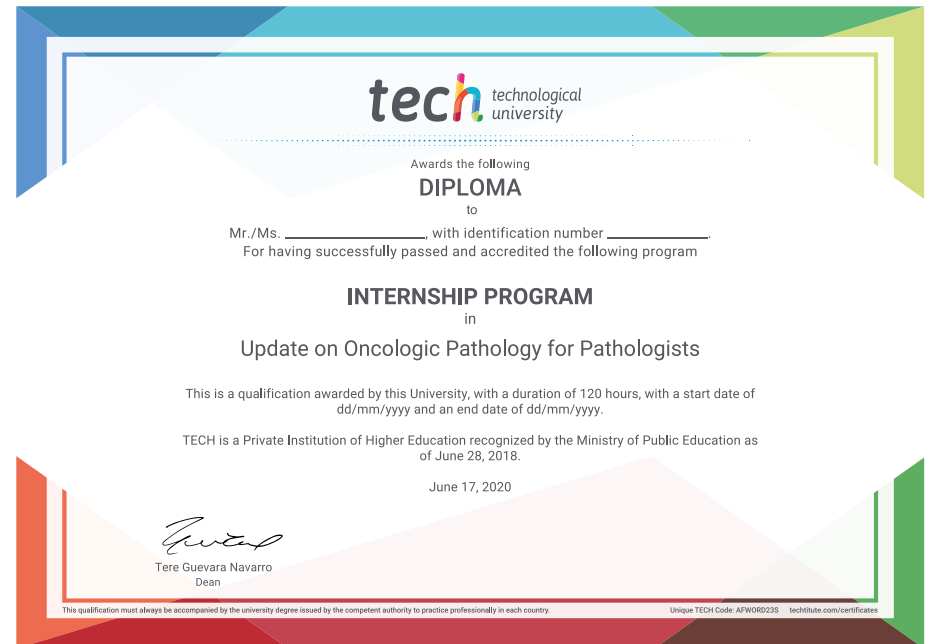 tech technological
university
Awards the following
DIPLOMA
to
Mr./Ms. ____________________, with identification number ______________.
For having successfully passed and accredited the following program
INTERNSHIP PROGRAM
in
Update on Oncologic Pathology for Pathologists
This is a qualification awarded by this University, with a duration of 120 hours, with a start date of
dd/mm/yyyy and an end date of dd/mm/yyyy.
TECH is a Private Institution of Higher Education recognized by the Ministry of Public Education as
of June 28, 2018.
June 17, 2020
Tere Guevara Navarro
Dean
This qualification must always be accompanied by the university degree issued by the competent authority to practice professionally in each country.
Unique TECH Code: AFWORD23S techtitute.com/certificates